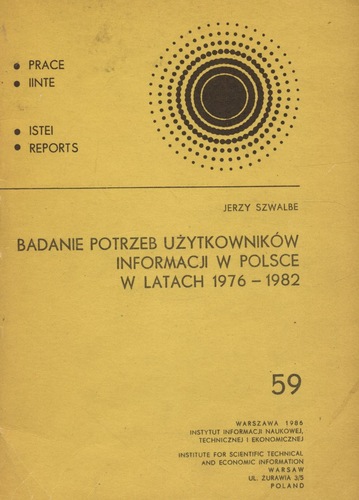 PRACE
IINTE
ISTEI
REPORTS
JERZY SZWALBE
BADANIE POTRZEB UŻYTKOWNIKÓW
INFORMACJI W POLSCE
W LATACH 1976 – 1982
59
WARSZAWA 1986
INSTYTUT INFORMACJI NAUKOWEJ,
TECHNICZNEJ I EKONOMICZNEJ
INSTITUTE FOR SCIENTIFIC TECHNICAL
AND ECONOMIC INFORMATION
WARSAW
UL. ŻURAWIA 3/5
POLAND